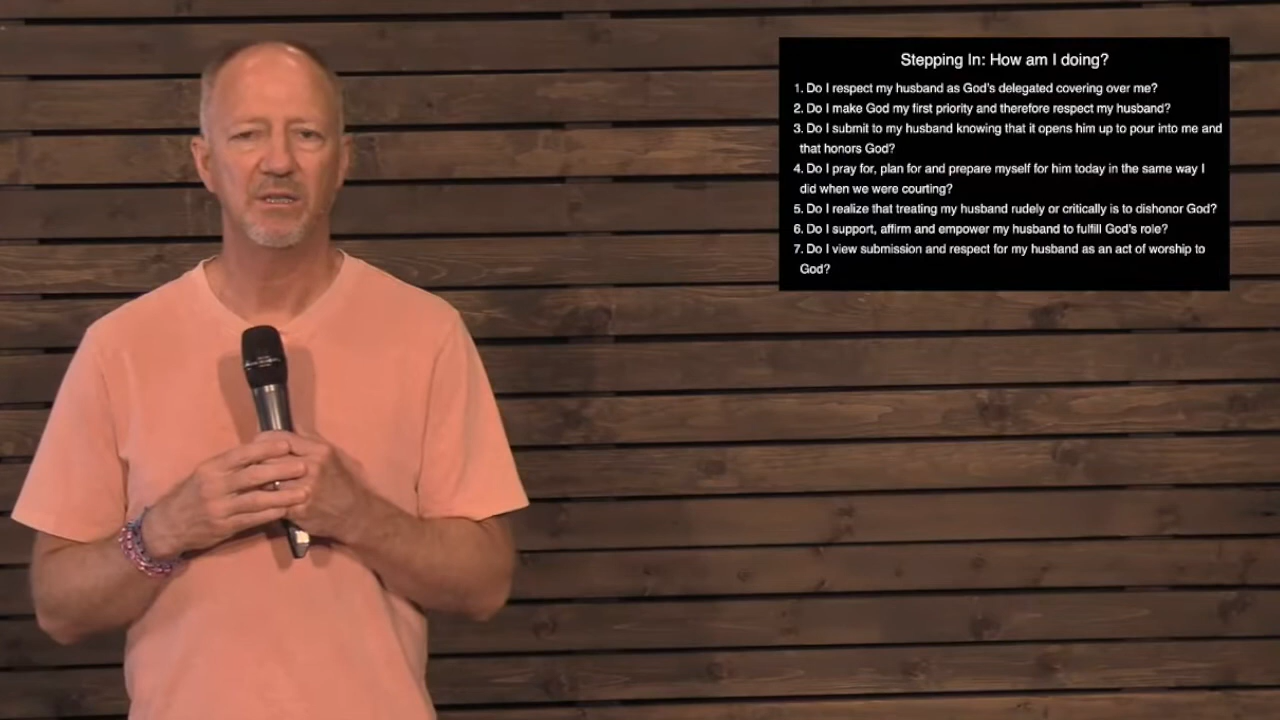 Stepping In: How am I doing?
1. Do I respect my husband as God's delegated covering over me?
2. Do I make God my first priority and therefore respect my husband?
3. Do I submit to my husband knowing that it opens him up to pour into me and
that honors God?
4. Do I pray for, plan for and prepare myself for him today in the same way I
did when we were courting?
5. Do I realize that treating my husband rudely or critically is to dishonor God?
6. Do I support, affirm and empower my husband to fulfill God's role?
7. Do I view submission and respect for my husband as an act of worship to
God?